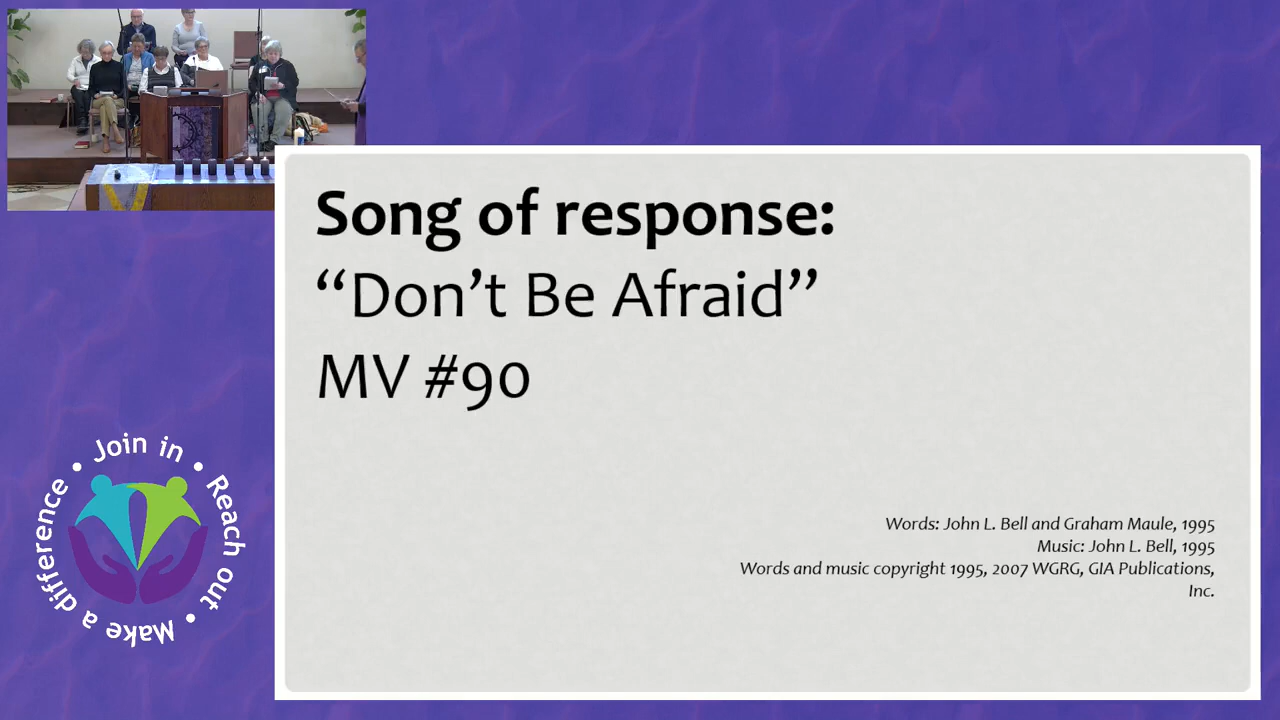 Song of response:
“Don’t Be Afraid”
MV #90
Words: John L. Bell and Graham Maule, 1995
Music: John L. Bell, 1995
Words and music copyright 1995, 2007 WGRG, GIA Publications,
Inc.
Join in • Reach out • Make a difference •